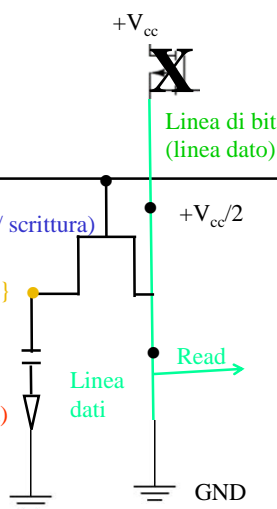 +Vcc
X
Linea di bit
(linea dato)
/ scrittura)
+Vcc/2
}
Read
Linea
dati
)
GND